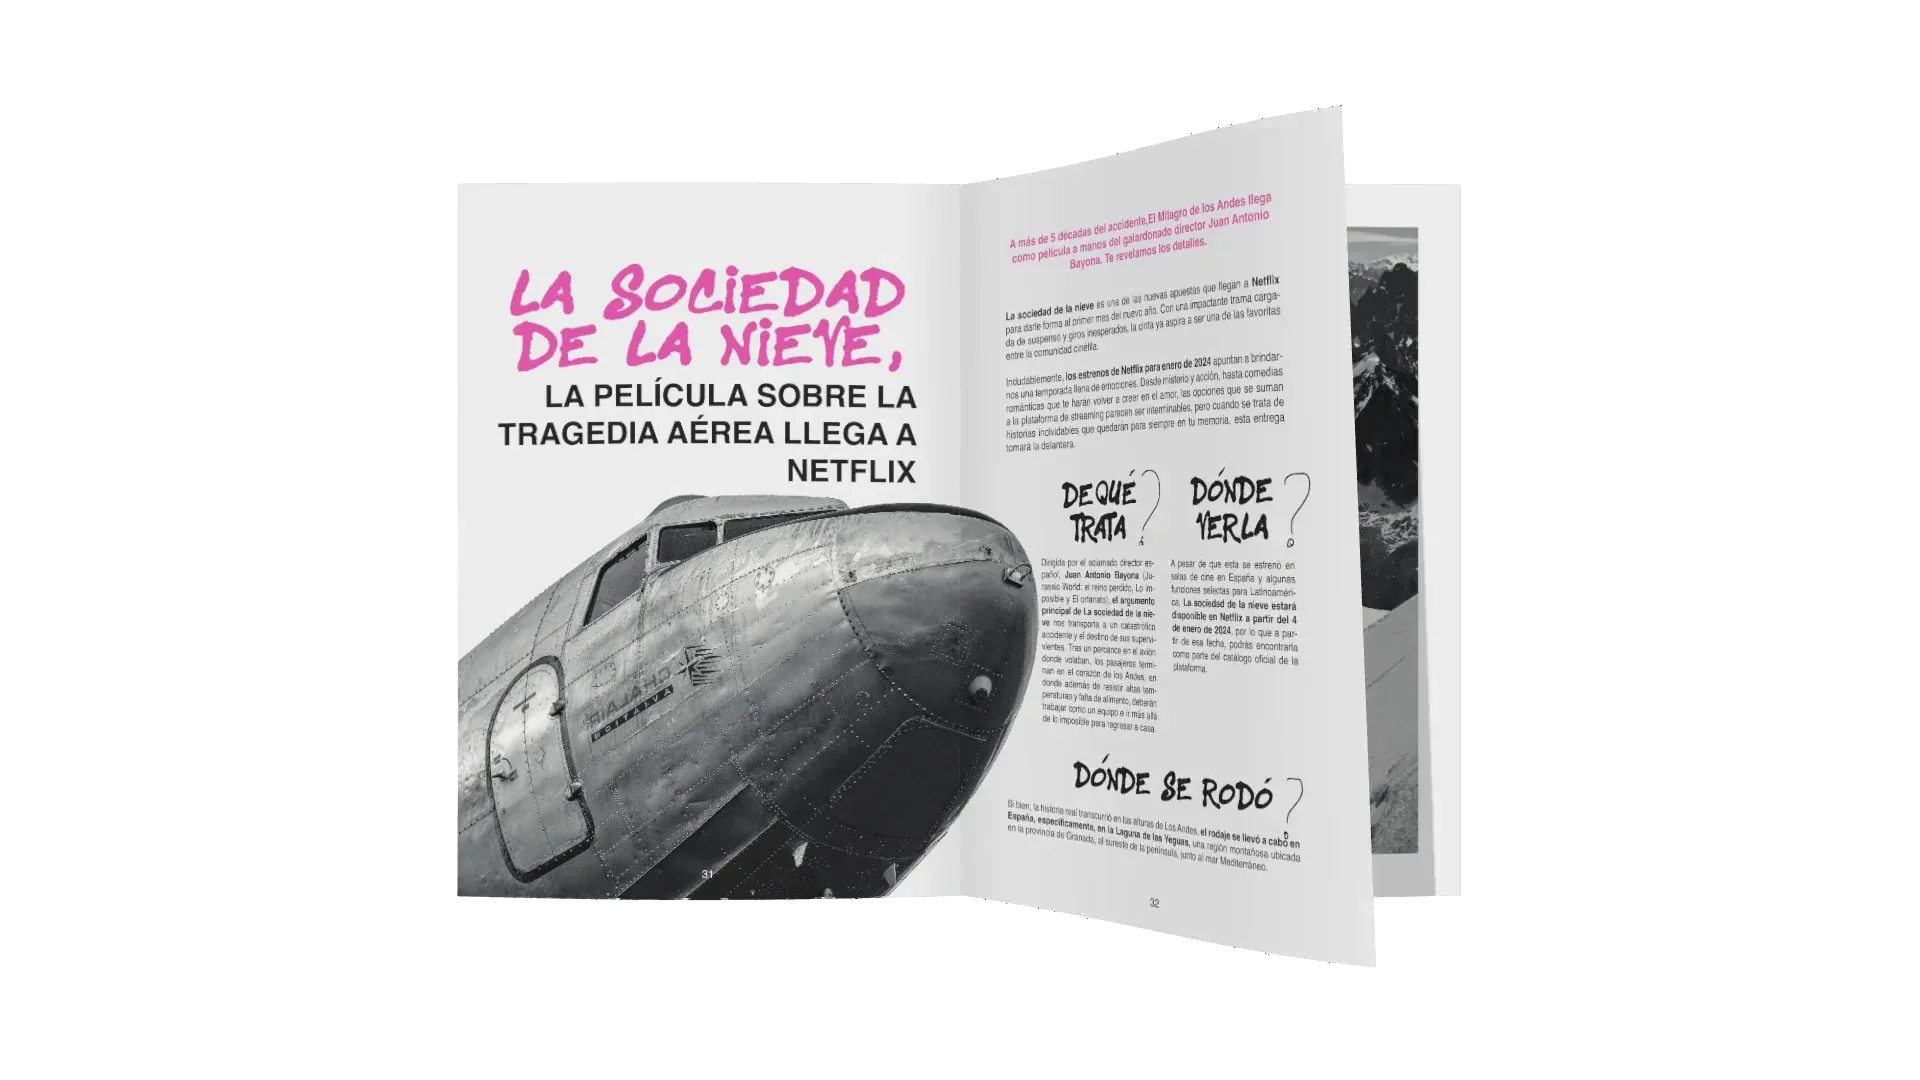 LA SOCIEDAD
DE LA NIEVE,
LA PELÍCULA SOBRE LA
TRAGEDIA AÉREA LLEGA A
NETFLIX
CHALAIR
AVIATION
31
A más de 5 décadas del accidente,El Milagro de los Andes llega
como película a manos del galardonado director Juan Antonio
Bayona. Te revelamos los detalles.
La sociedad de la nieve es una de las nuevas apuestas que llegan a Netflix
para darle forma al primer mes del nuevo año. Con una impactante trama carga-
da de suspenso y giros inesperados, la cinta ya aspira a ser una de las favoritas
entre la comunidad cinéfila.
Indudablemente, los estrenos de Netflix para enero de 2024 apuntan a brindar-
nos una temporada llena de emociones. Desde misterio y acción, hasta comedias
románticas que te harán volver a creer en el amor, las opciones que se suman
a la plataforma de streaming parecen ser interminables, pero cuando se trata de
historias inolvidables que quedarán para siempre en tu memoria, esta entrega
tomará la delantera.
DE QUÉ
TRATA?
Dirigida por el aclamado director es-
pañol, Juan Antonio Bayona (Ju-
rassic World: el reino perdido, Lo im-
posible y El orfanato), el argumento
principal de La sociedad de la nie-
ve nos transporta a un catastrófico
accidente y el destino de sus supervi-
vientes. Tras un percance en el avión
donde volaban, los pasajeros termi-
nan en el corazón de los Andes, en
donde además de resistir altas tem-
peraturas y falta de alimento, deberán
trabajar como un equipo e ir más allá
de lo imposible para regresar a casa.
DÓNDE
VERLA?
A pesar de que esta se estrenó en
salas de cine en España y algunas
funciones selectas para Latinoaméri-
ca, La sociedad de la nieve estará
disponible en Netflix a partir del 4
de enero de 2024, por lo que a par-
tir de esa fecha, podrás encontrarla
como parte del catálogo oficial de la
plataforma.
DÓNDE SE RODÓ?
Si bien, la historia real transcurrió en las alturas de Los Andes, el rodaje se llevó a cabo en
España, específicamente, en la Laguna de las Yeguas, una región montañosa ubicada
en la provincia de Granada, al sureste de la península, junto al mar Mediterráneo.
32